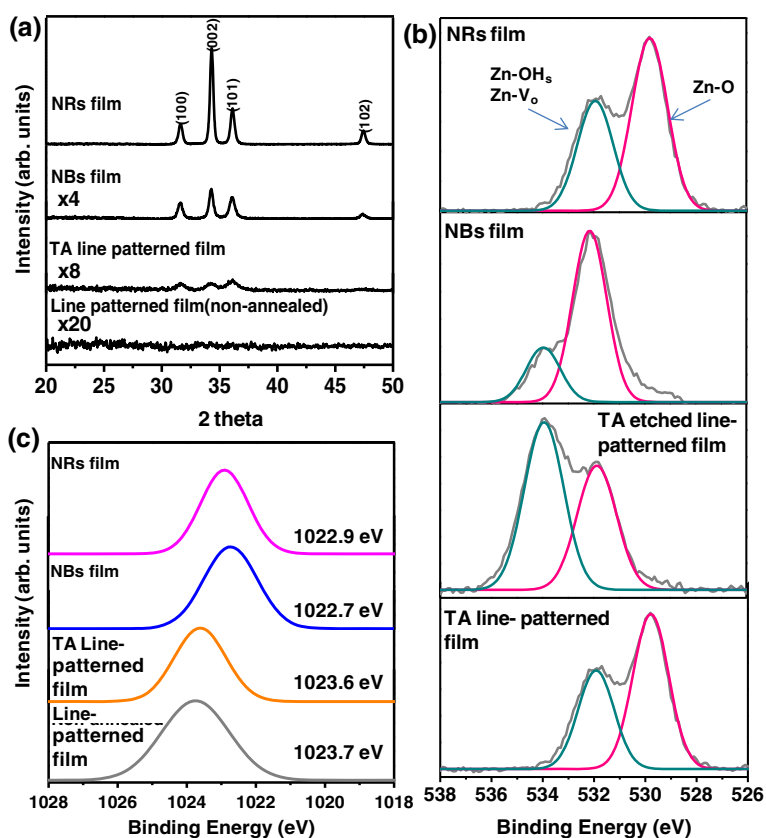 (a)
Intensity (arb. units)
NRs film
(100)
(002)
(101)
(102)
NBs film
x4
TA line patterned film
x8
Line patterned film(non-annealed)
x20
20 25 30 35 40 45 50
2 theta
(b)
NRs film
Zn-OHs
Zn-Vo
Zn-O
NBs film
TA etched line-
patterned film
TA line- patterned
film
538 536 534 532 530 528 526
Binding Energy (eV)
(c)
Intensity (arb. units)
NRs film
1022.9 eV
NBs film
1022.7 eV
TA Line-
patterned
film
1023.6 eV
Line-
patterned
film
1023.7 eV
1028 1026 1024 1022 1020 1018
Binding Energy (eV)